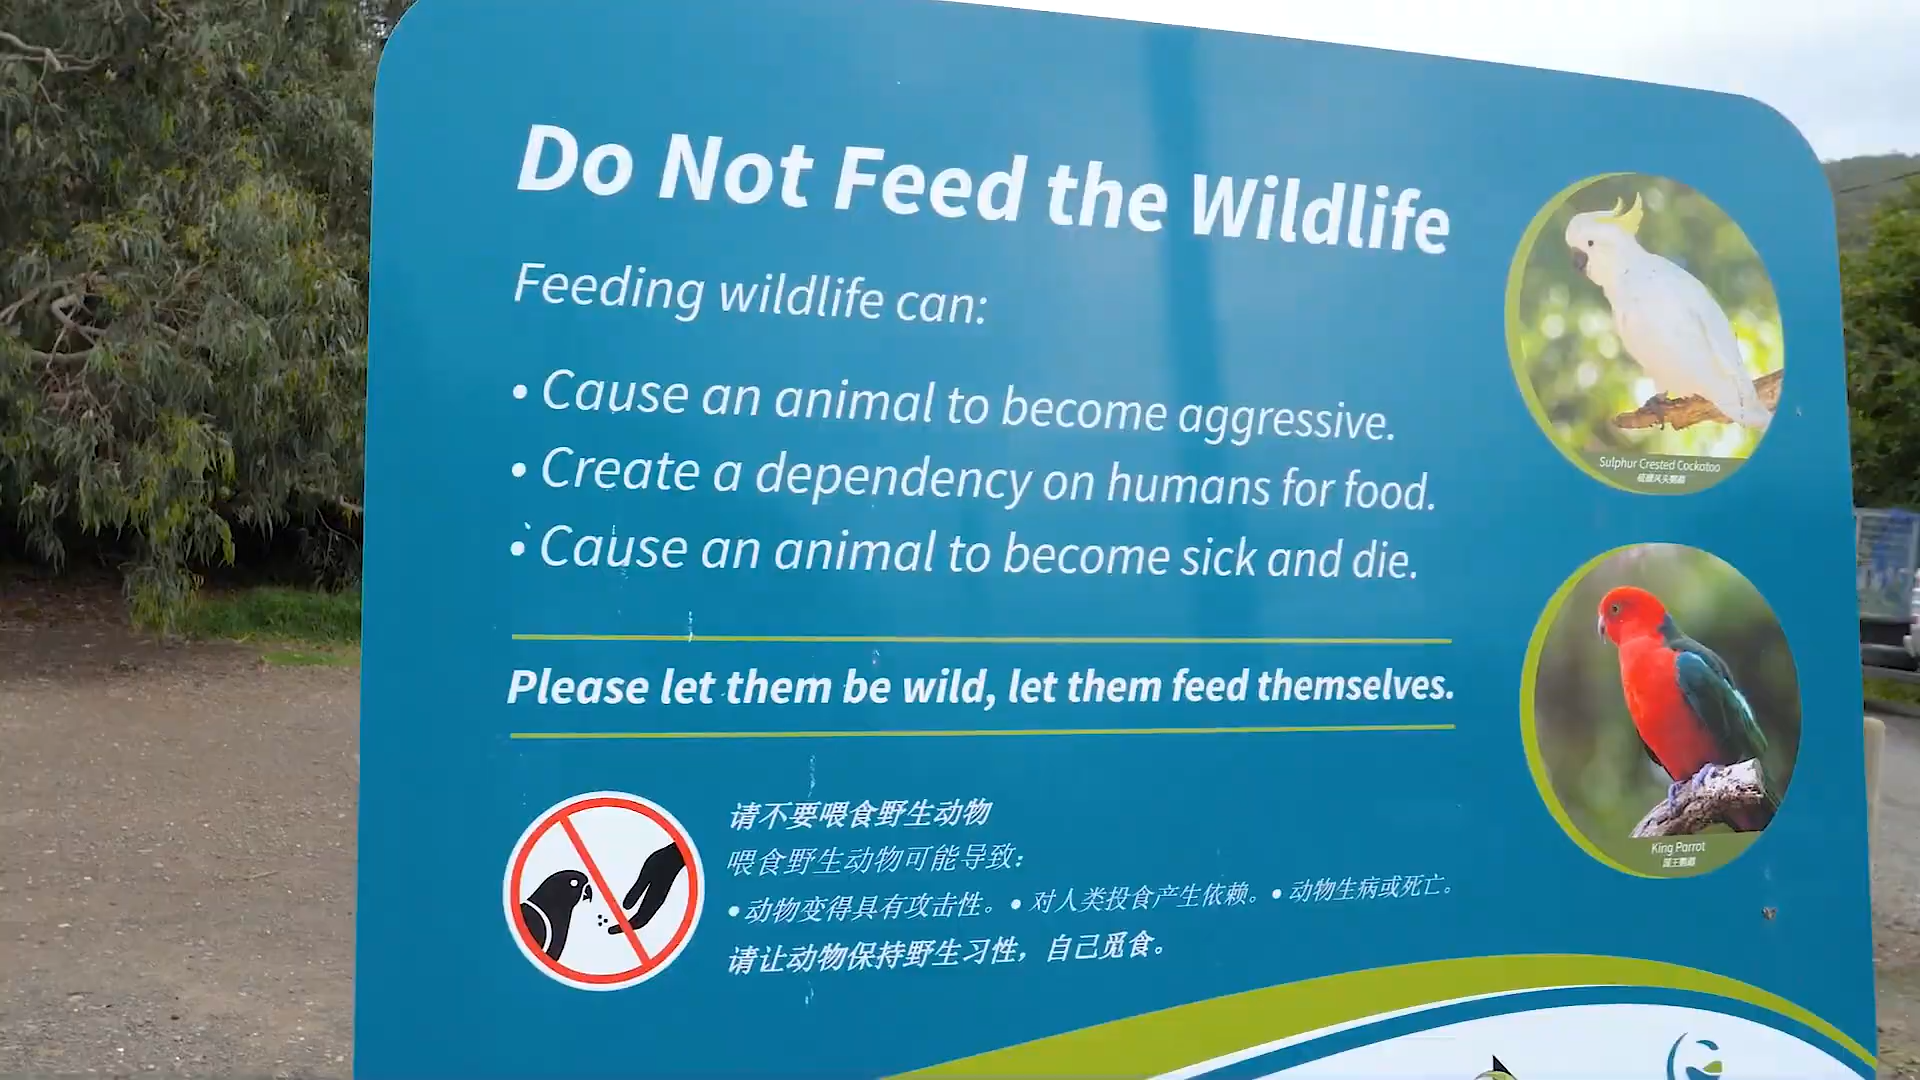 Do Not Feed the Wildlife
Feeding wildlife can:
• Cause an animal to become aggressive.
• Create a dependency on humans for food.
• Cause an animal to become sick and die.
Please let them be wild, let them feed themselves.
请不要喂食野生动物
喂食野生动物可能导致：
• 动物变得具有攻击性。 • 对人类投食产生依赖。 • 动物生病或死亡。
请让动物保持野生习性，自己觅食。
Sulphur Crested Cockatoo
King Parrot
国王鹦鹉